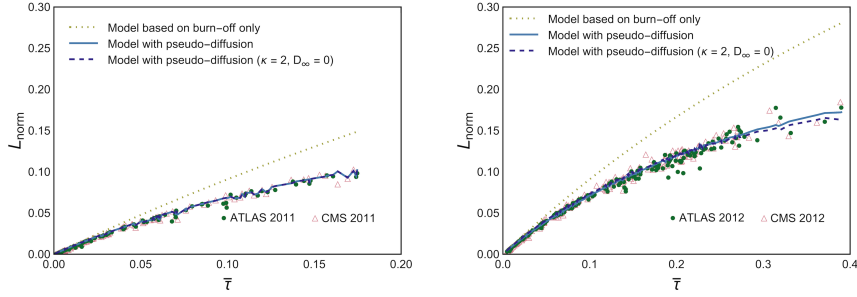 Model based on burn-off only
Model with pseudo-diffusion
Model with pseudo-diffusion (κ = 2, D∞ = 0)
0.30
0.25
0.20
0.15
0.10
0.05
0.00
Lnorm
ATLAS 2011
CMS 2011
0.00
0.05
0.10
0.15
0.20
τ̅
Model based on burn-off only
Model with pseudo-diffusion
Model with pseudo-diffusion (κ = 2, D∞ = 0)
0.30
0.25
0.20
0.15
0.10
0.05
0.00
Lnorm
ATLAS 2012
CMS 2012
0.0
0.1
0.2
0.3
0.4
τ̅